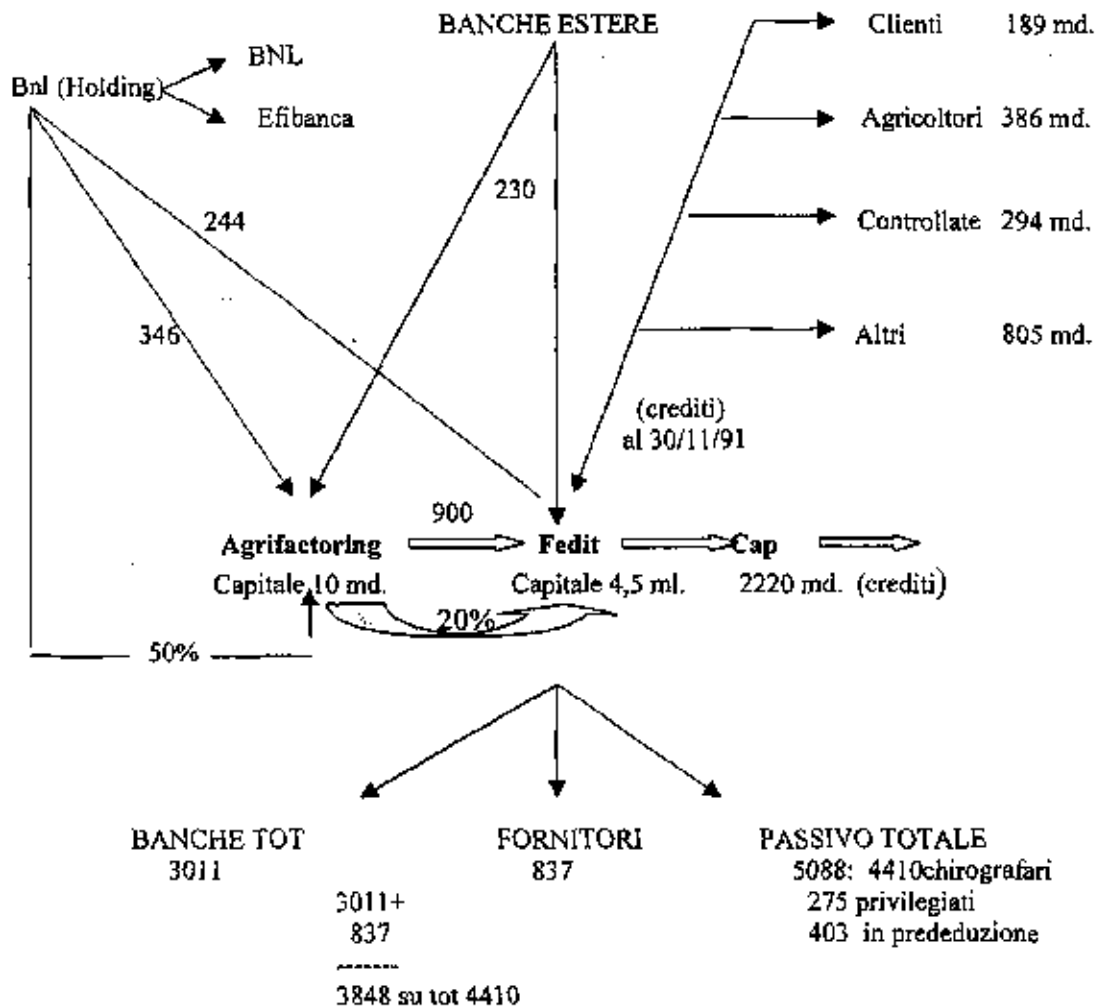 BANCHE ESTERE
Clienti 189 md.
BNL
Bnl (Holding)
Efibanca
Agricoltori 386 md.
230
244
Controllate 294 md.
346
Altri 805 md.
(crediti)
al 30/11/91
900
Agrifactoring Fedit Cap
Capitale 10 md. Capitale 4,5 ml. 2220 md. (crediti)
20%
50%
BANCHE TOT FORNITORI PASSIVO TOTALE
3011 837 5088: 4410chirografari
3011+ 275 privilegiati
837 403 in prededuzione
--------
3848 su tot 4410